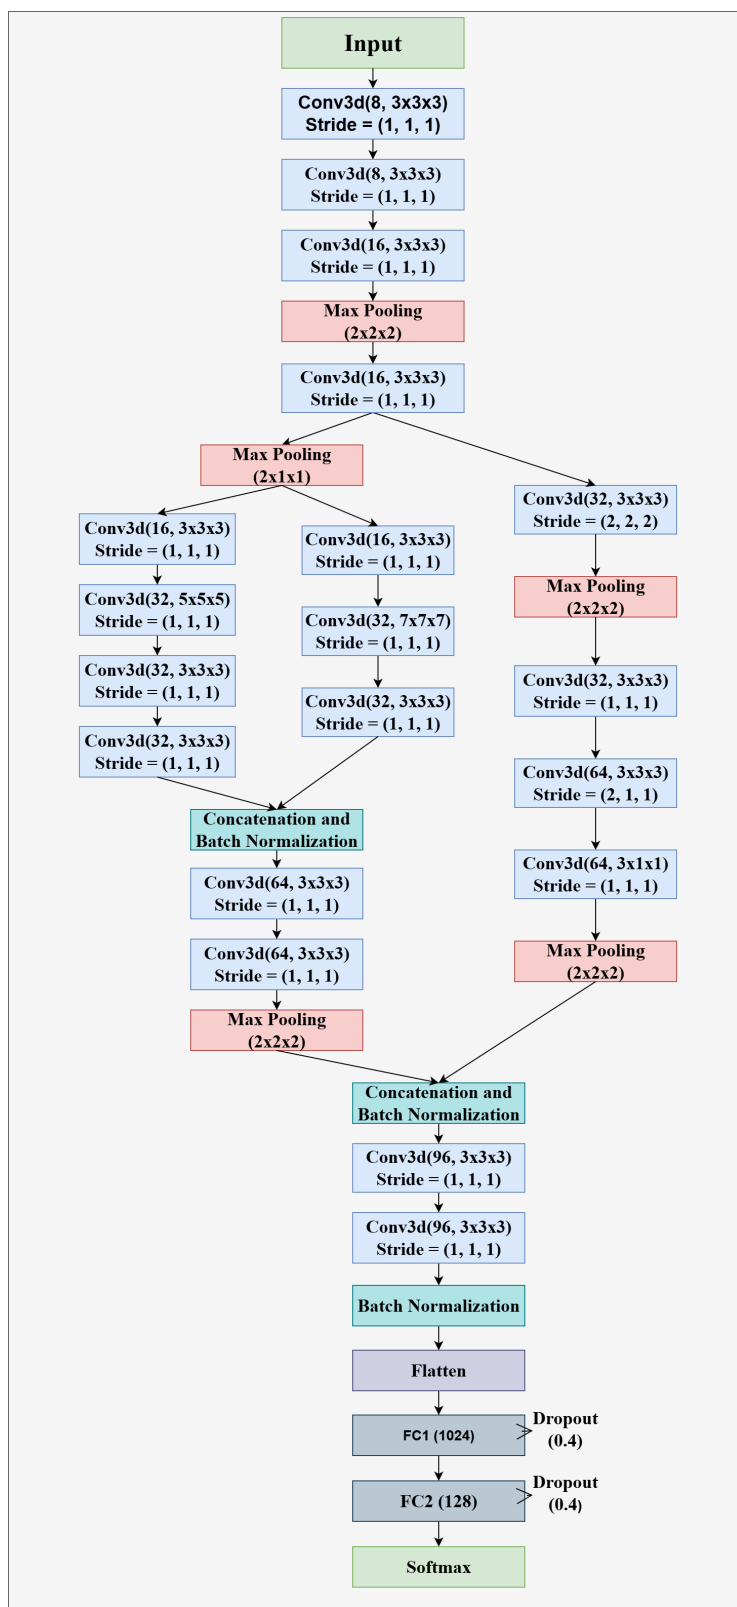 Input
Conv3d(8, 3x3x3)
Stride = (1, 1, 1)
Conv3d(8, 3x3x3)
Stride = (1, 1, 1)
Conv3d(16, 3x3x3)
Stride = (1, 1, 1)
Max Pooling
(2x2x2)
Conv3d(16, 3x3x3)
Stride = (1, 1, 1)
Max Pooling
(2x1x1)
Conv3d(16, 3x3x3)
Stride = (1, 1, 1)
Conv3d(32, 5x5x5)
Stride = (1, 1, 1)
Conv3d(32, 3x3x3)
Stride = (1, 1, 1)
Conv3d(32, 3x3x3)
Stride = (1, 1, 1)
Conv3d(16, 3x3x3)
Stride = (1, 1, 1)
Conv3d(32, 7x7x7)
Stride = (1, 1, 1)
Conv3d(32, 3x3x3)
Stride = (1, 1, 1)
Concatenation and
Batch Normalization
Conv3d(64, 3x3x3)
Stride = (1, 1, 1)
Conv3d(64, 3x3x3)
Stride = (1, 1, 1)
Max Pooling
(2x2x2)
Conv3d(32, 3x3x3)
Stride = (2, 2, 2)
Max Pooling
(2x2x2)
Conv3d(32, 3x3x3)
Stride = (1, 1, 1)
Conv3d(64, 3x3x3)
Stride = (2, 1, 1)
Conv3d(64, 3x1x1)
Stride = (1, 1, 1)
Max Pooling
(2x2x2)
Concatenation and
Batch Normalization
Conv3d(96, 3x3x3)
Stride = (1, 1, 1)
Conv3d(96, 3x3x3)
Stride = (1, 1, 1)
Batch Normalization
Flatten
FC1 (1024)
Dropout
(0.4)
FC2 (128)
Dropout
(0.4)
Softmax